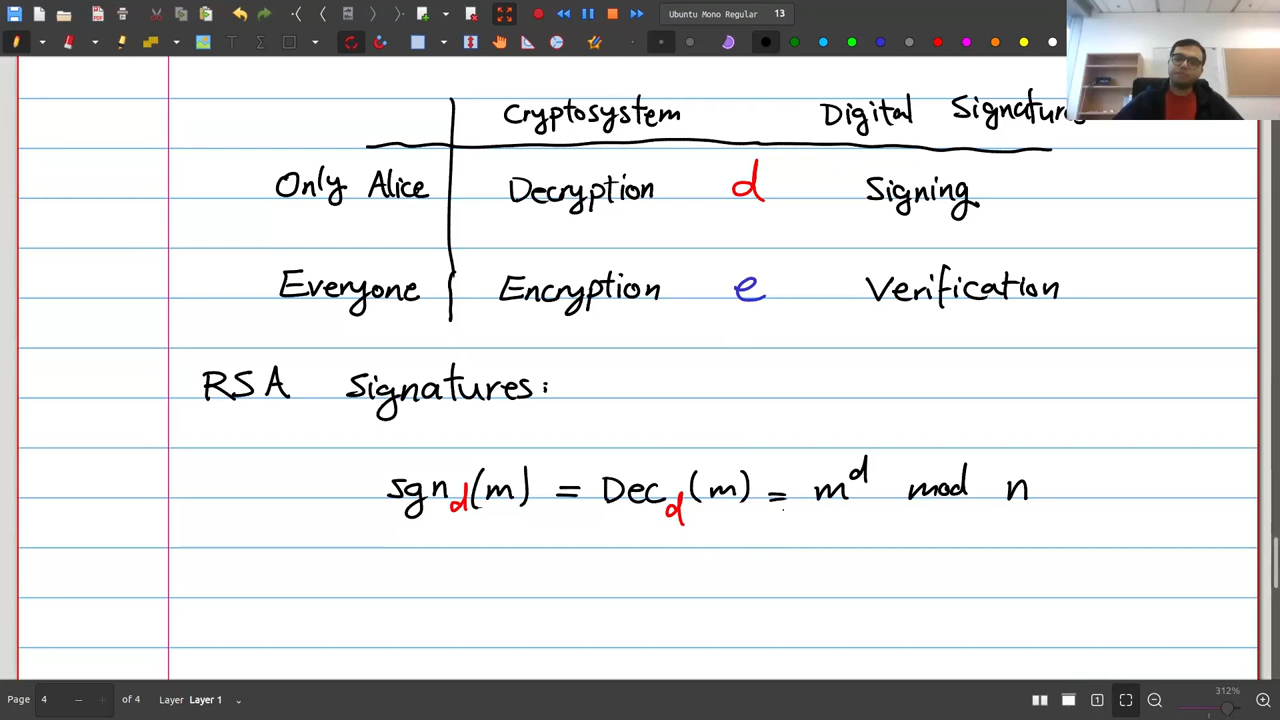 Ubuntu Mono Regular 13
Cryptosystem Digital Signatures
Only Alice Decryption d Signing
Everyone Encryption e Verification
RSA Signatures:
sgn_d(m) = Dec_d(m) = m^d mod n
Page 4 of 4 Layer Layer 1 312%